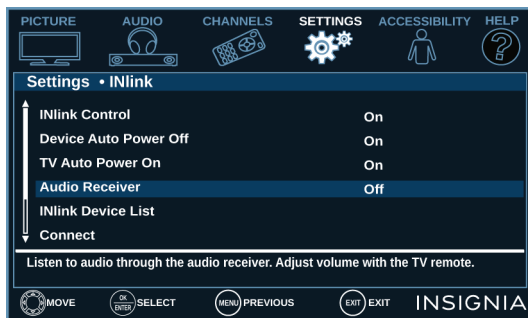 PICTURE AUDIO CHANNELS SETTINGS ACCESSIBILITY HELP
Settings • INlink
INlink Control On
Device Auto Power Off On
TV Auto Power On On
Audio Receiver Off
INlink Device List
Connect
Listen to audio through the audio receiver. Adjust volume with the TV remote.
MOVE OK ENTER SELECT MENU PREVIOUS EXIT EXIT INSIGNIA